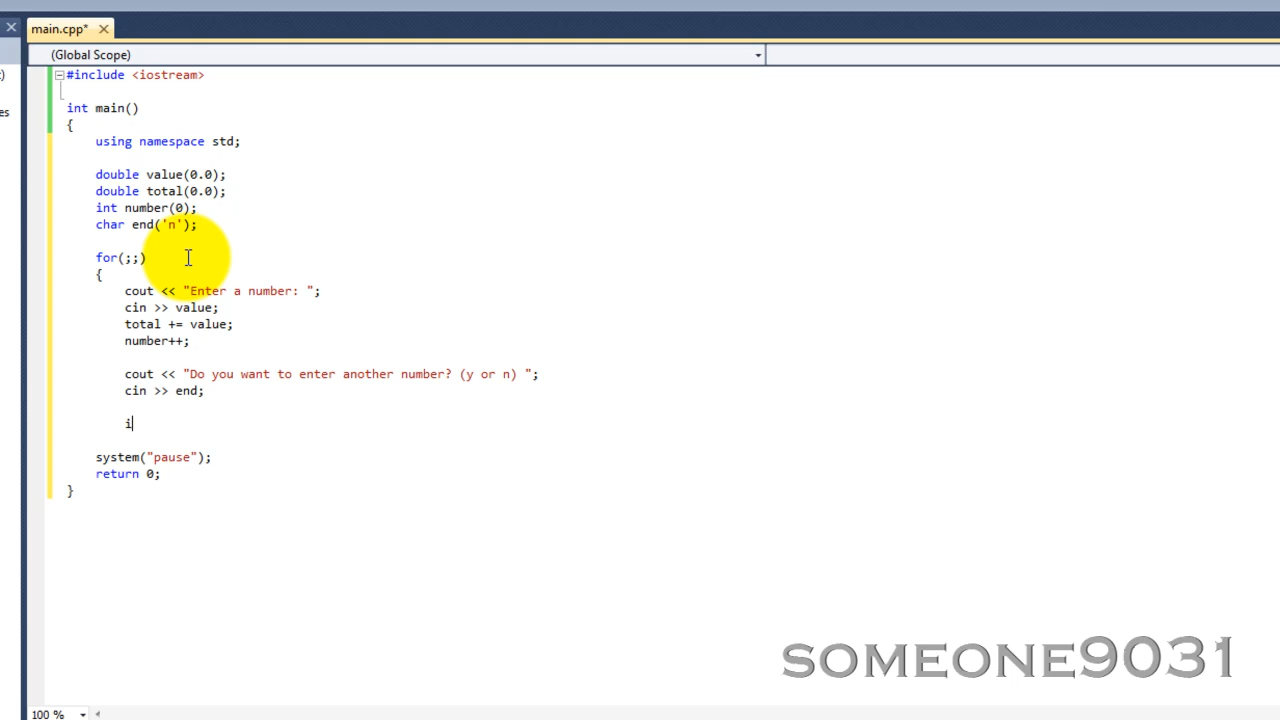 main.cpp*
(Global Scope)
#include <iostream>
int main()
{
using namespace std;
double value(0.0);
double total(0.0);
int number(0);
char end('n');
for(;;)
{
cout << "Enter a number: ";
cin >> value;
total += value;
number++;
cout << "Do you want to enter another number? (y or n) ";
cin >> end;
i
system("pause");
return 0;
}
SOMEONE9031
100 %